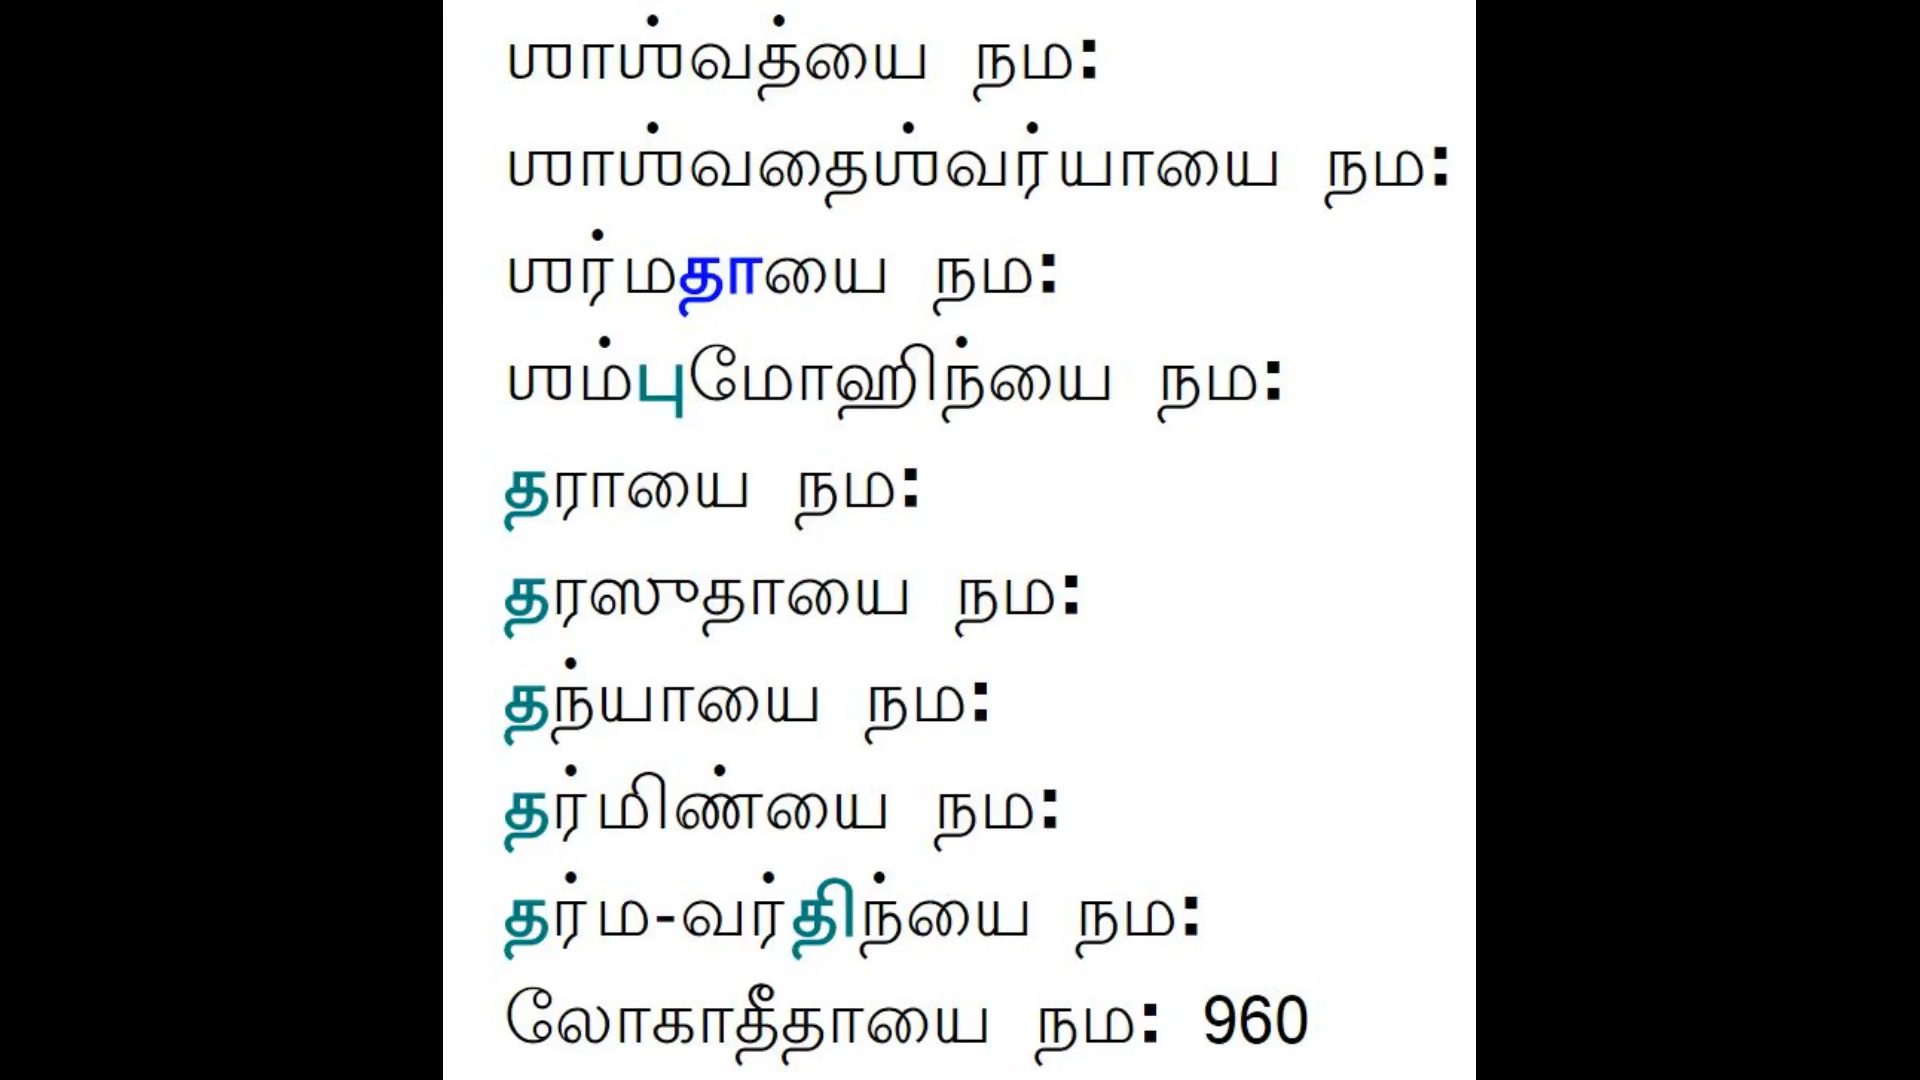 ஶாஶ்வத்யை நம:
ஶாஶ்வதைஶ்வர்யாயை நம:
ஶர்மதாயை நம:
ஶம்புமோஹிந்யை நம:
தராயை நம:
தரஸுதாயை நம:
தந்யாயை நம:
தர்மிண்யை நம:
தர்ம-வர்திந்யை நம:
லோகாதீதாயை நம: 960